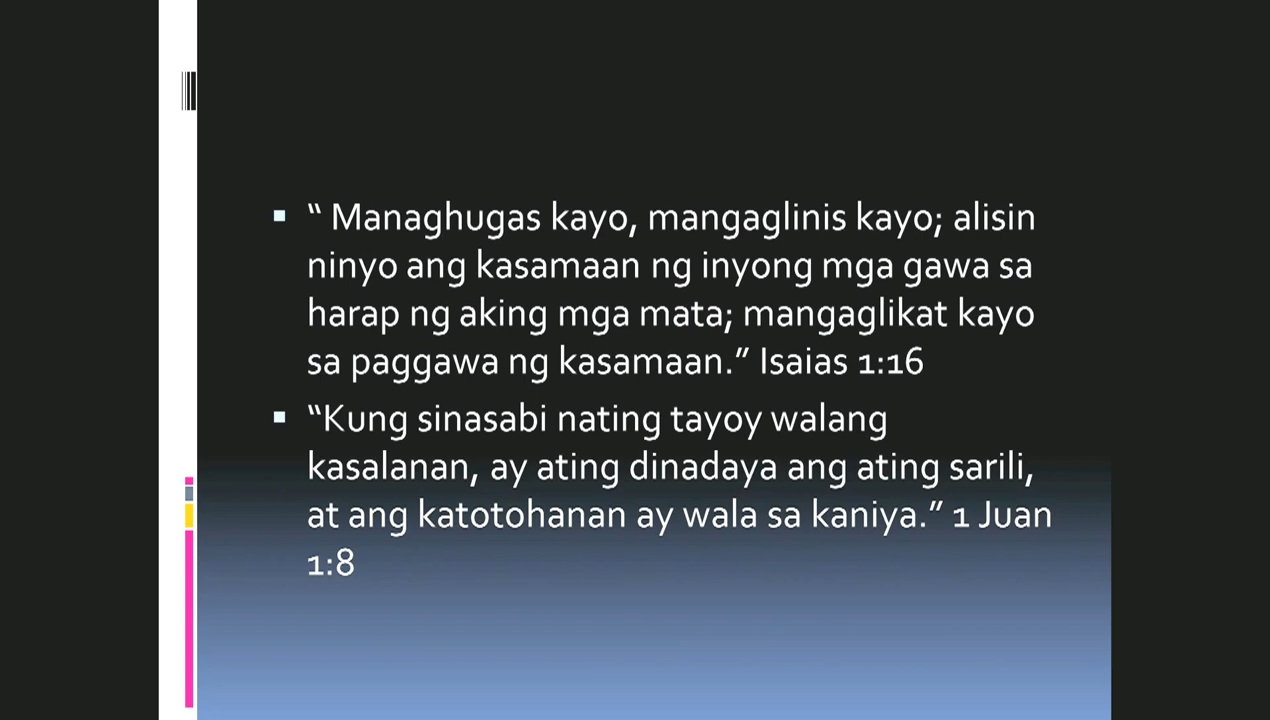 “ Managhugas kayo, mangaglinis kayo; alisin
ninyo ang kasamaan ng inyong mga gawa sa
harap ng aking mga mata; mangaglikat kayo
sa paggawa ng kasamaan.” Isaias 1:16
“Kung sinasabi nating tayoy walang
kasalanan, ay ating dinadaya ang ating sarili,
at ang katotohanan ay wala sa kaniya.” 1 Juan
1:8